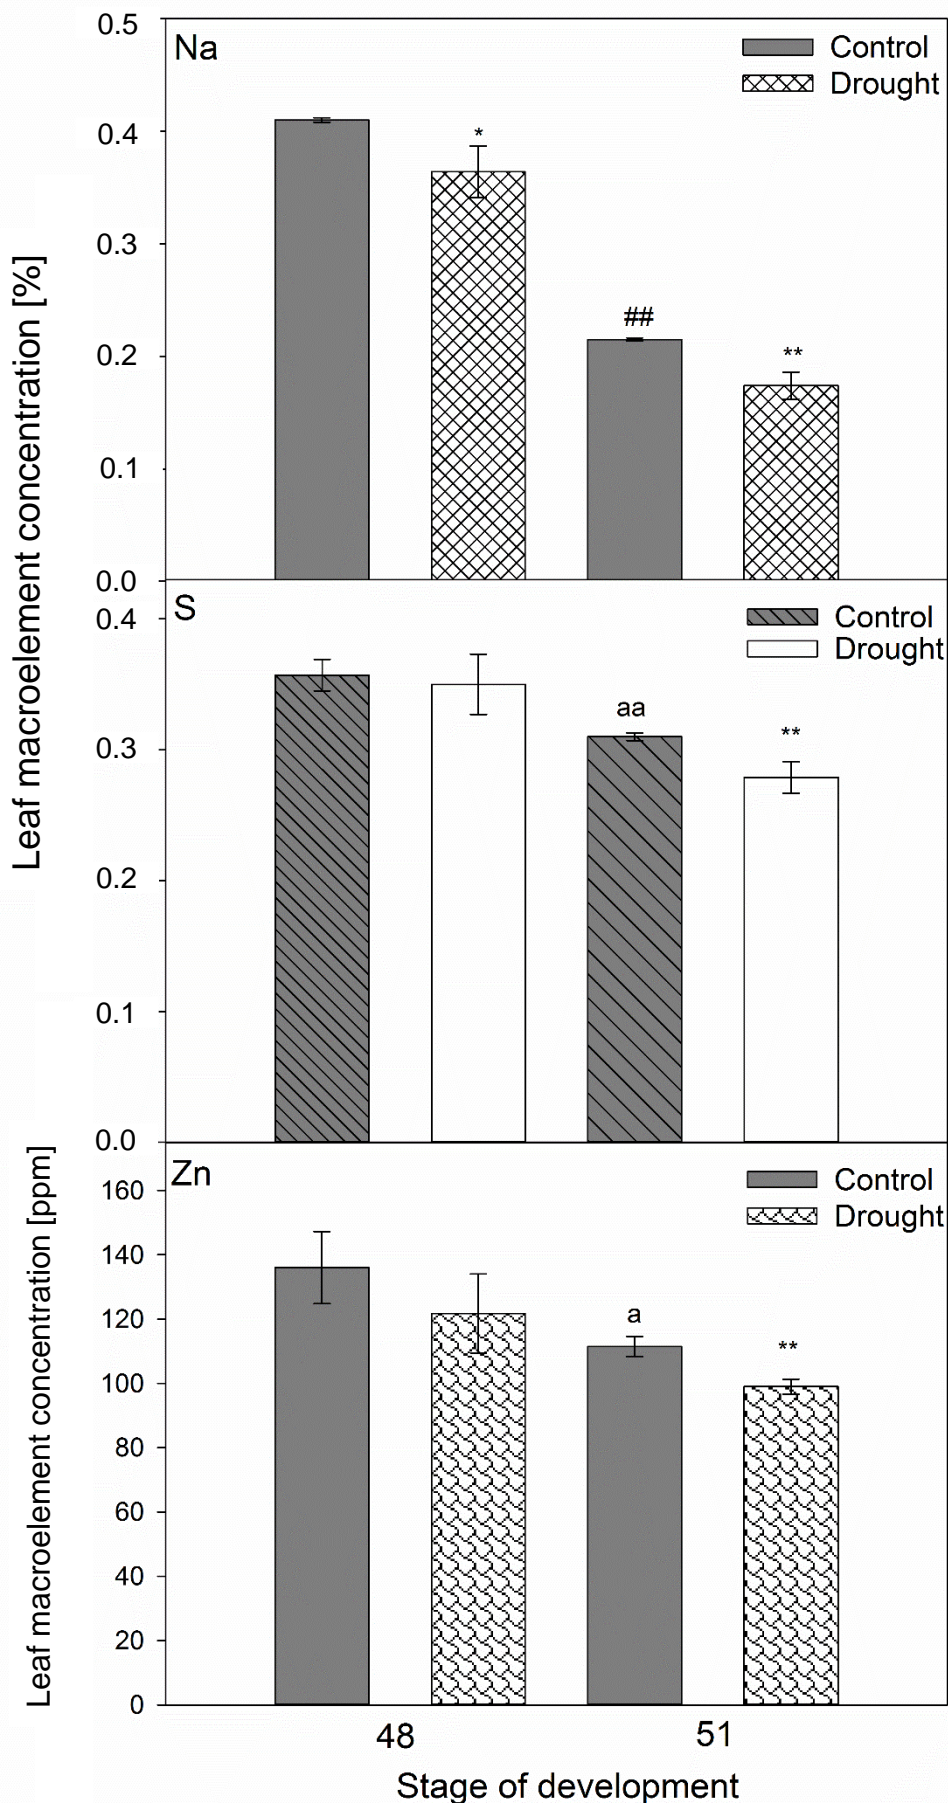 Leaf macroelement concentration [%]
Na
Control
Drought
0.5
0.4
0.3
0.2
0.1
0.0
*
##
**
S
Control
Drought
0.4
0.3
0.2
0.1
0.0
aa
**
Leaf macroelement concentration [ppm]
Zn
Control
Drought
160
140
120
100
80
60
40
20
0
a
**
48 51
Stage of development